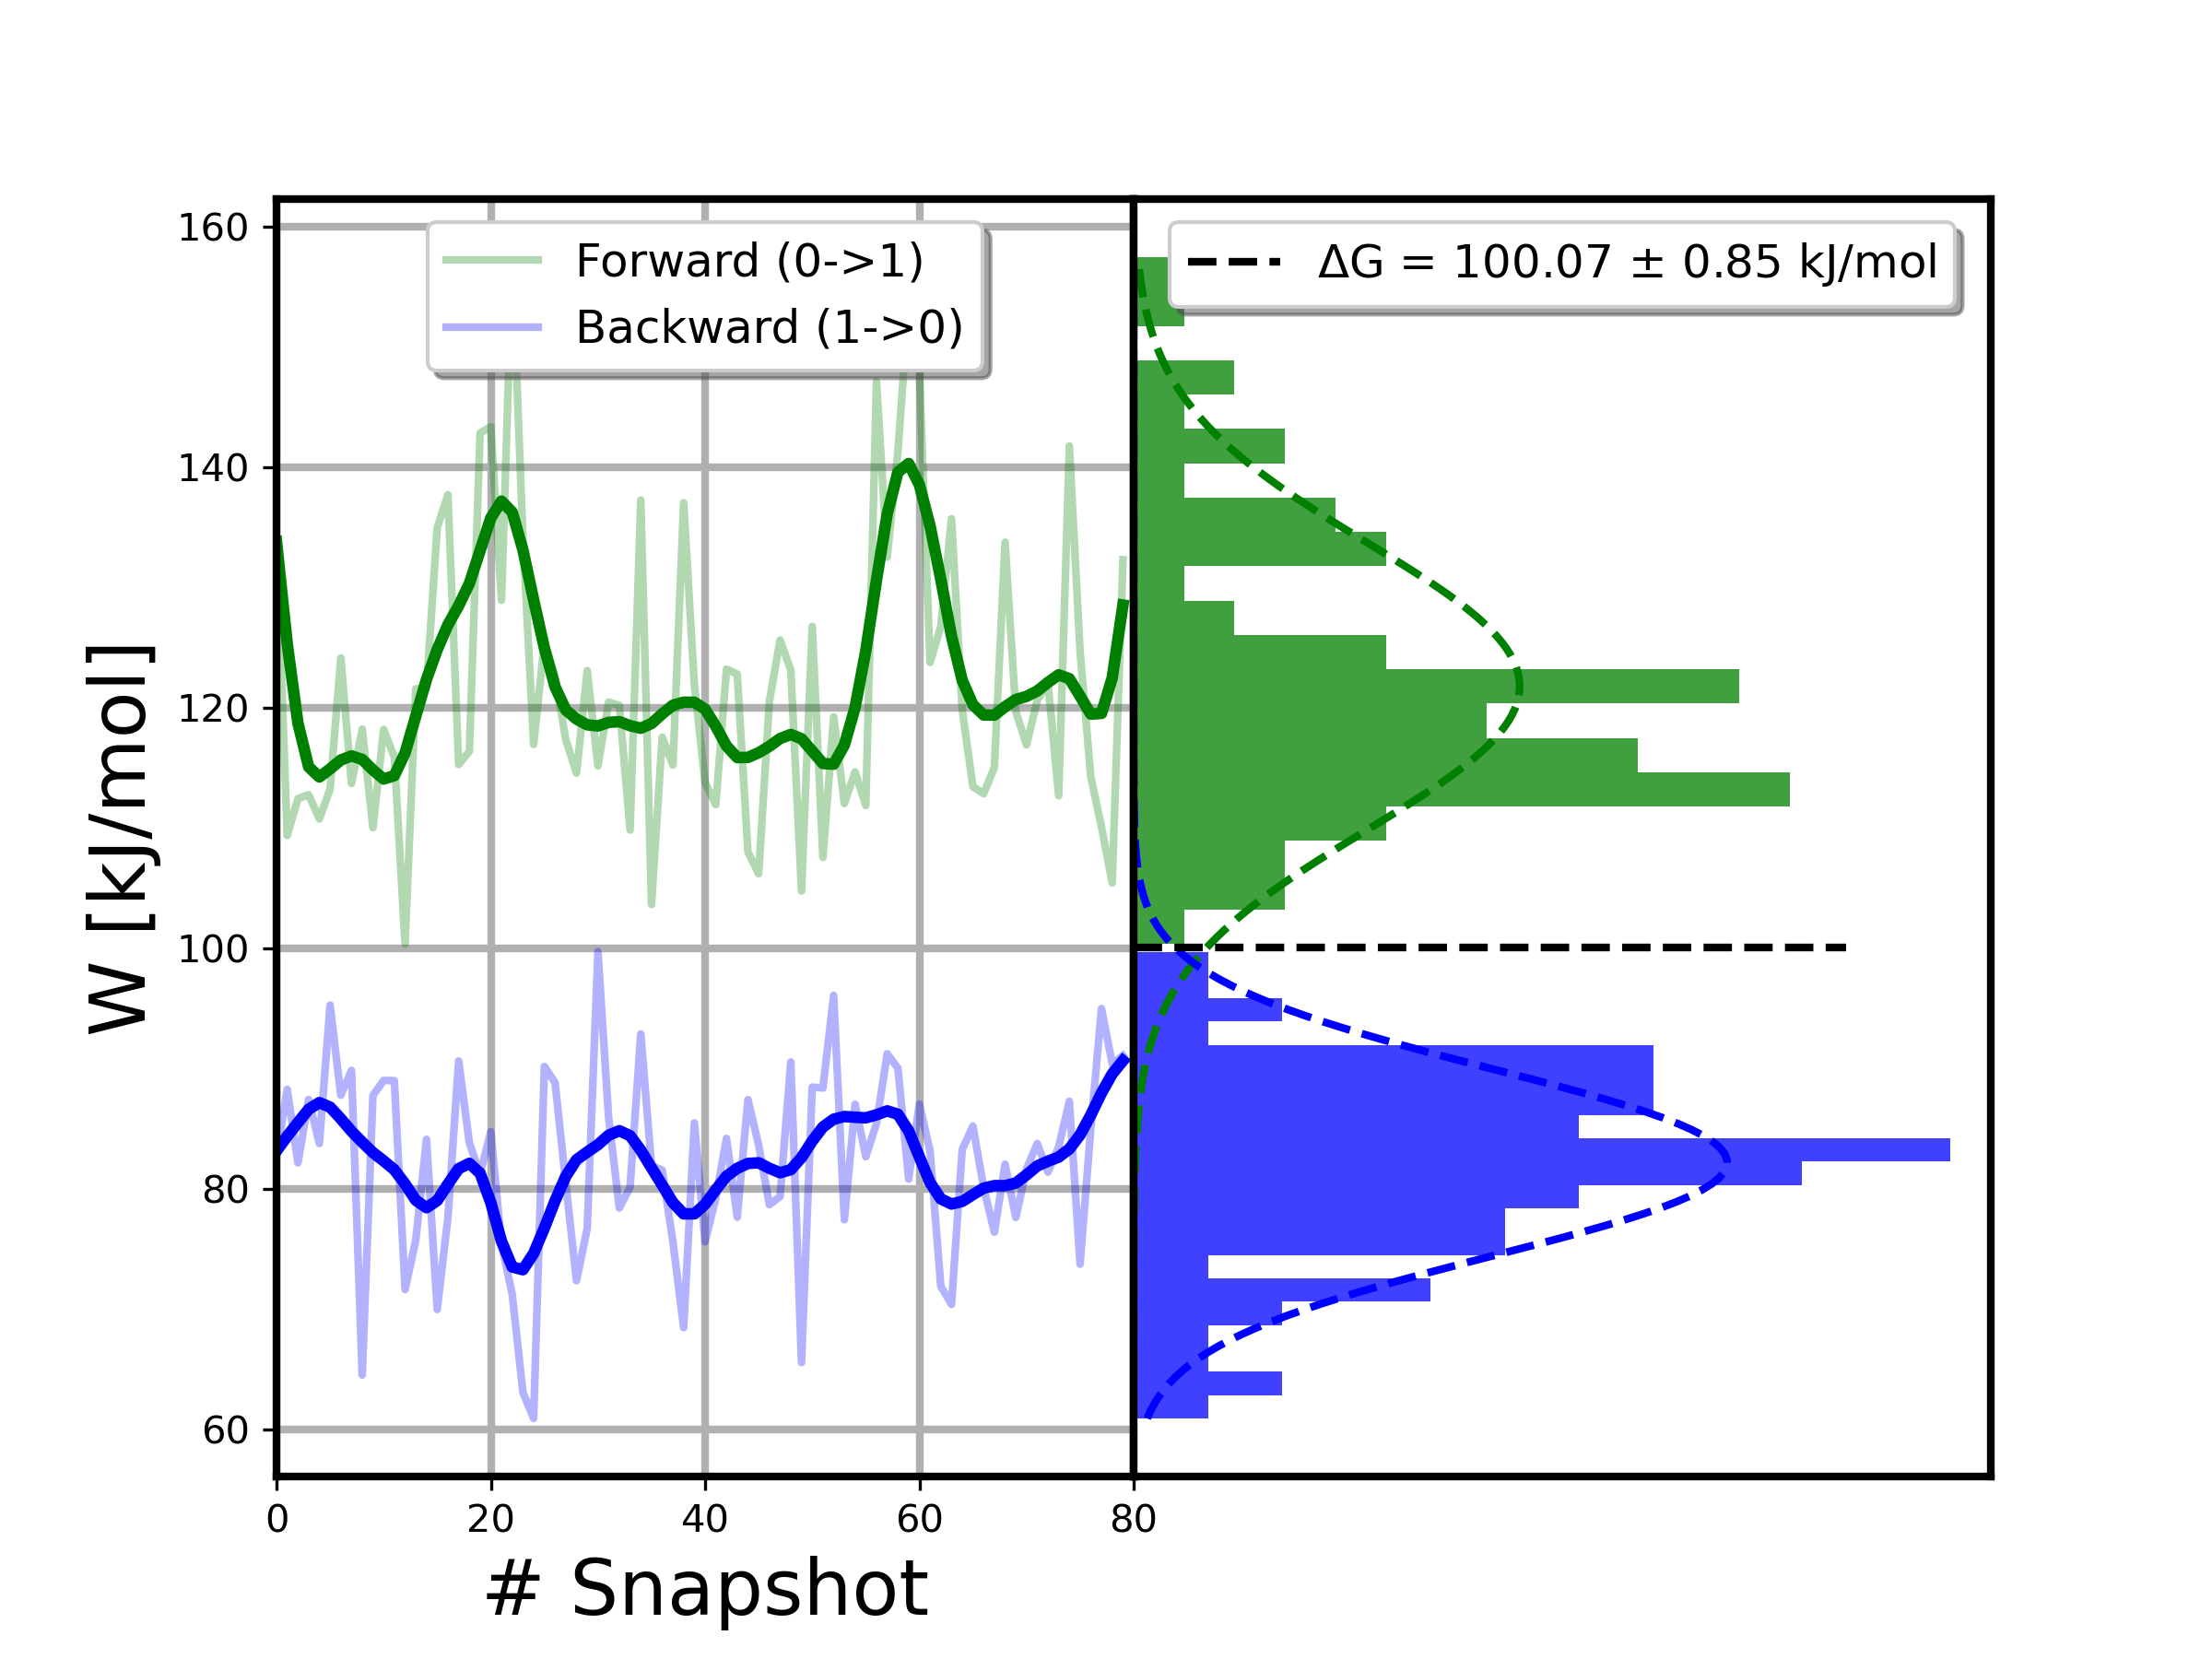 Forward (0->1)
Backward (1->0)
ΔG = 100.07 ± 0.85 kJ/mol
W [kJ/mol]
160
140
120
100
80
60
0 20 40 60 80
# Snapshot